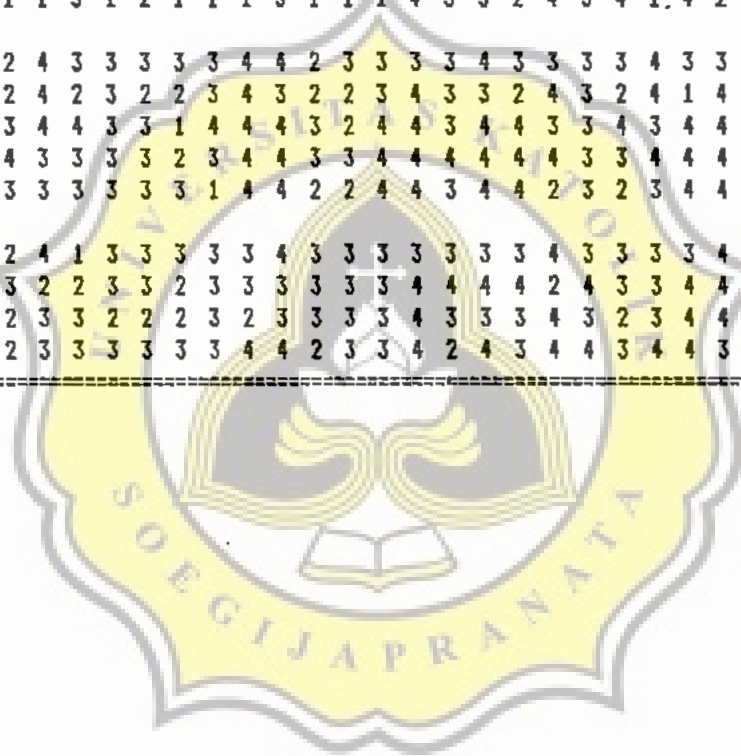 2 4 3 3 3 3 3 4 4 2 3 3 3 3 4 3 3 3 3 4 3 3
2 4 2 3 2 2 3 4 3 2 2 3 4 3 3 2 4 3 2 4 1 4
3 4 4 3 3 1 4 4 4 3 2 4 4 3 4 4 3 3 4 3 4 4
4 3 3 3 3 2 3 4 4 3 3 4 4 4 4 4 4 3 3 4 4 4
3 3 3 3 3 3 1 4 4 2 2 4 4 3 4 4 2 3 2 3 4 4
2 4 1 3 3 3 3 3 4 3 3 3 3 3 3 3 4 3 3 3 3 4
3 2 2 3 3 2 3 3 3 3 3 3 4 4 4 4 2 4 3 3 4 4
2 3 3 2 2 2 3 2 3 3 3 3 4 3 3 3 4 3 2 3 4 4
2 3 3 3 3 3 3 4 4 2 3 3 4 2 4 3 4 4 3 4 4 3
UNIVERSITAS KATOLIK
SOEGIJAPRANATA